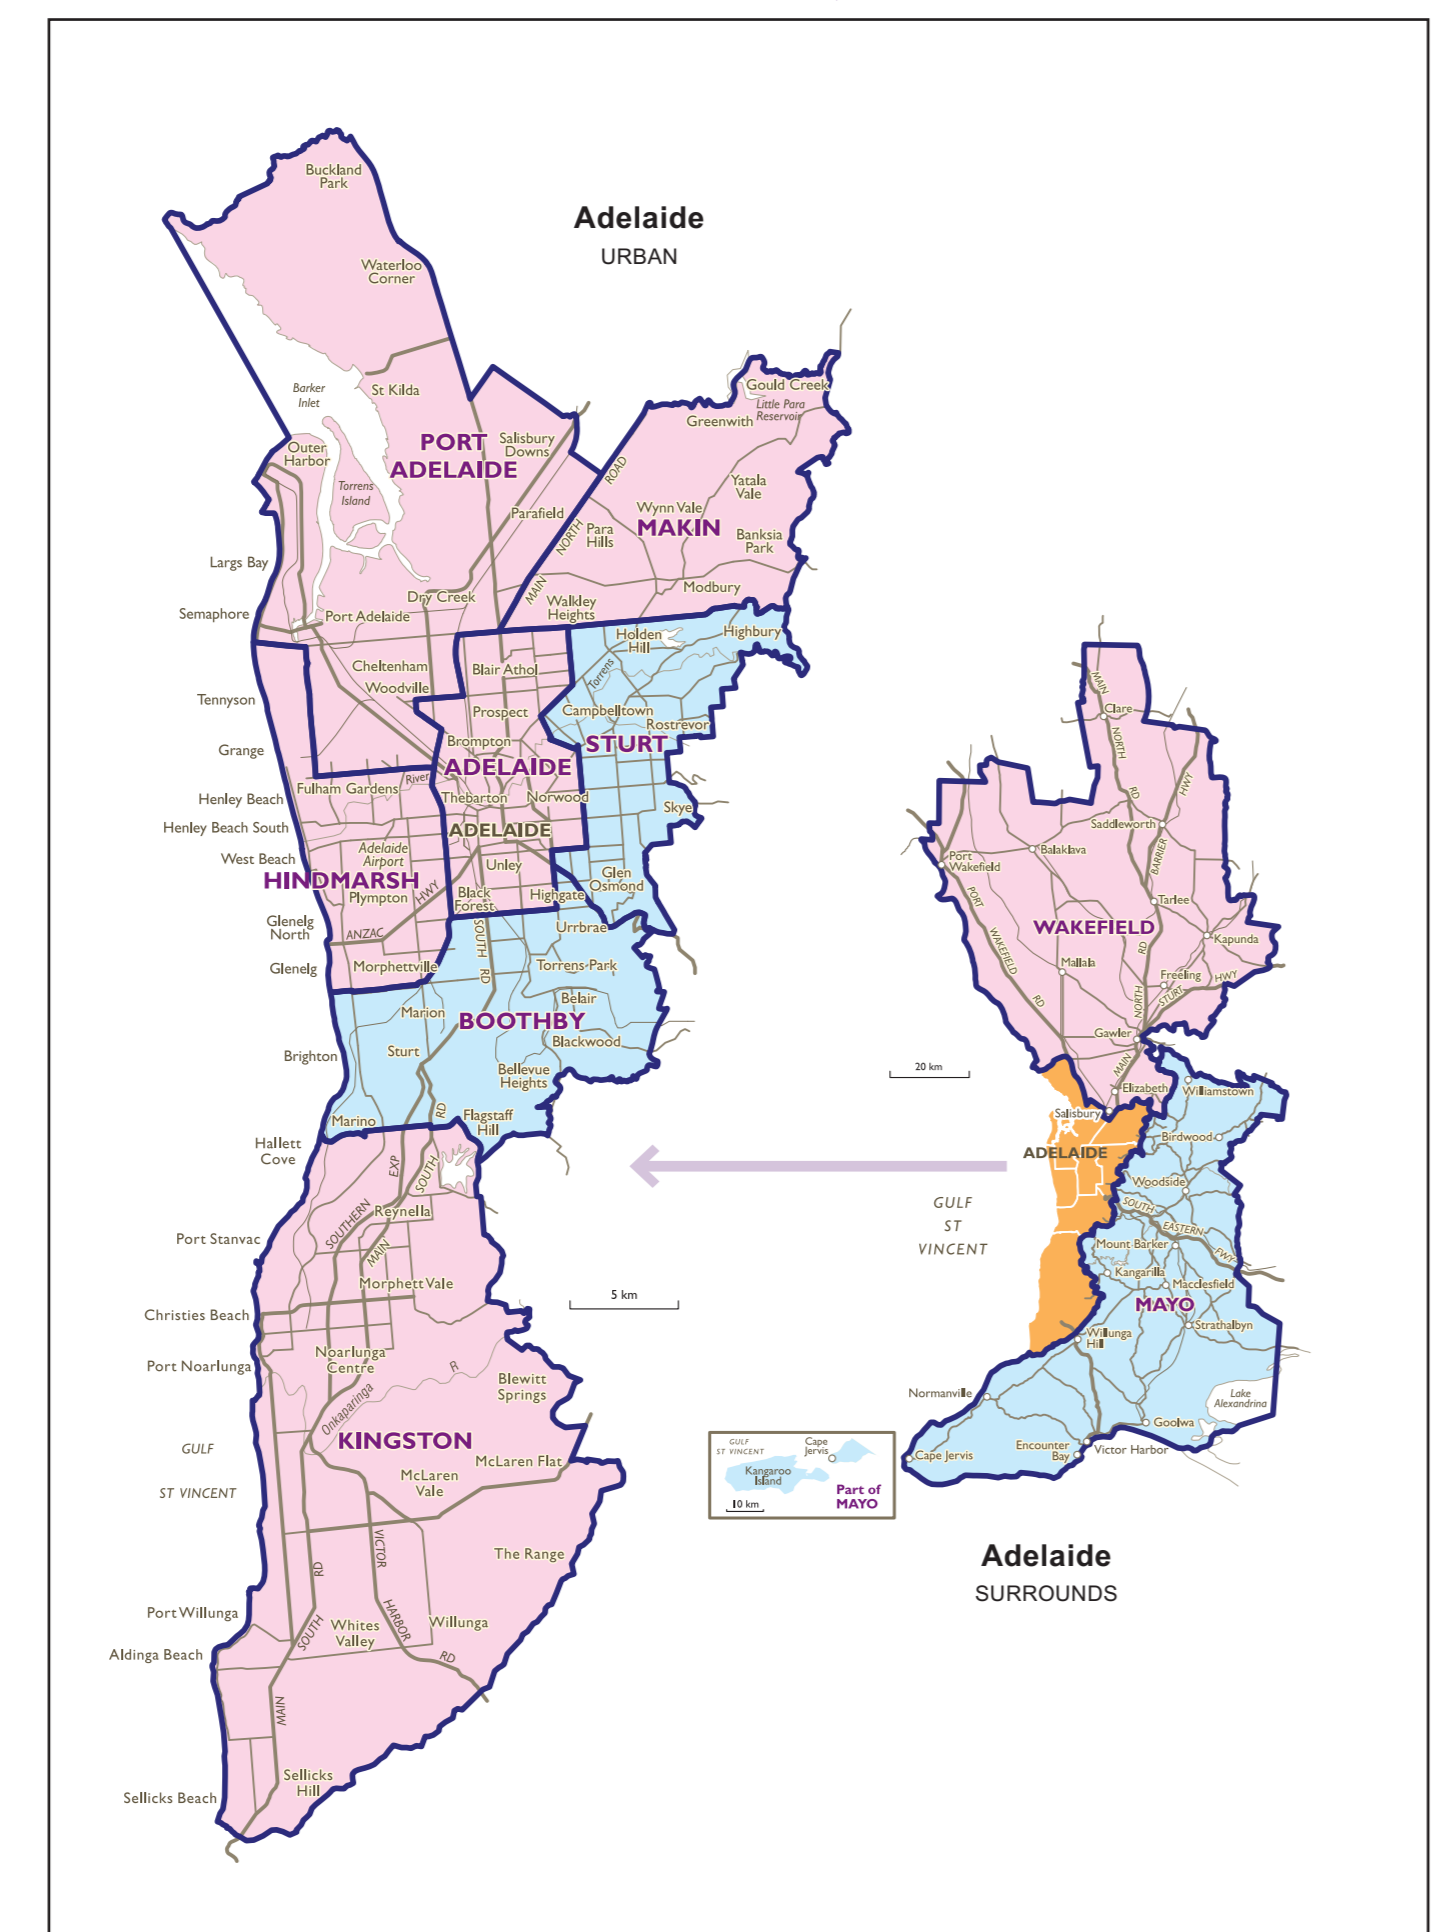 Adelaide
URBAN
Buckland
Park
Waterloo
Corner
Barker
Inlet
St Kilda
Outer
Harbor
PORT
ADELAIDE
Salisbury
Downs
Torrens
Island
Parafield
Largs Bay
Semaphore
Port Adelaide
Dry Creek
Gould Creek
Little Para
Reservoir
Greenwith
ROAD
NORTH
MAIN
Yatala
Vale
Wynn Vale
MAKIN
Para
Hills
Banksia
Park
Modbury
Walkley
Heights
Holden
Hill
Highbury
Torrens
Cheltenham
Woodville
Blair Athol
Tennyson
Prospect
Campbelltown
Rostrevor
STURT
Grange
Brompton
ADELAIDE
River
Fulham Gardens
Thebarton
Norwood
Skye
Henley Beach
Henley Beach South
ADELAIDE
Adelaide
Airport
West Beach
HINDMARSH
Unley
Glen
Osmond
Plympton
HWY
Black
Forest
Highgate
Glenelg
North
ANZAC
SOUTH
RD
Urrbrae
Glenelg
Morphettville
Torrens Park
Belair
Marion
BOOTHBY
Blackwood
Brighton
Sturt
Bellevue
Heights
RD
Marino
Flagstaff
Hill
Hallett
Cove
EXP
SOUTH
SOUTHERN
Reynella
MAIN
Port Stanvac
Morphett Vale
5 km
Christies Beach
Noarlunga
Centre
Port Noarlunga
R
Onkaparinga
Blewitt
Springs
KINGSTON
GULF
ST VINCENT
McLaren Flat
McLaren
Vale
VICTOR
HARBOR
RD
The Range
RD
SOUTH
MAIN
Port Willunga
Whites
Valley
Willunga
Aldinga Beach
Sellicks
Hill
Sellicks Beach
MAIN
NORTH
RD
Clare
HWY
BARRIER
Saddleworth
Balaklava
Port
Wakefield
PORT
WAKEFIELD
RD
Tarlee
WAKEFIELD
Kapunda
RD
NORTH
Mallala
Freeling
STURT
HWY
Gawler
MAIN
20 km
Elizabeth
Williamstown
Salisbury
Birdwood
ADELAIDE
Woodside
GULF
ST
VINCENT
SOUTH
EASTERN
FWY
Mount Barker
Kangarilla
Macclesfield
MAYO
Strathalbyn
Willunga
Hill
Normanville
Lake
Alexandrina
Goolwa
Encounter
Bay
Victor Harbor
Cape Jervis
GULF
ST VINCENT
Cape
Jervis
Kangaroo
Island
10 km
Part of
MAYO
Adelaide
SURROUNDS